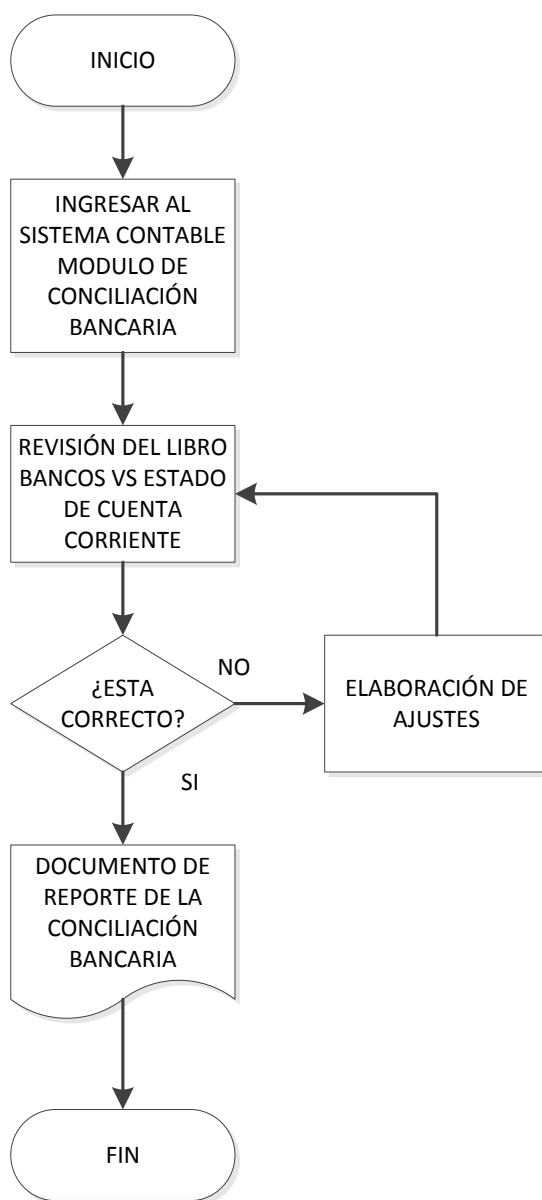 INICIO
INGRESAR AL
SISTEMA CONTABLE
MODULO DE
CONCILIACIÓN
BANCARIA
REVISIÓN DEL LIBRO
BANCOS VS ESTADO
DE CUENTA
CORRIENTE
¿ESTA
CORRECTO?
NO
ELABORACIÓN DE
AJUSTES
SI
DOCUMENTO DE
REPORTE DE LA
CONCILIACIÓN
BANCARIA
FIN